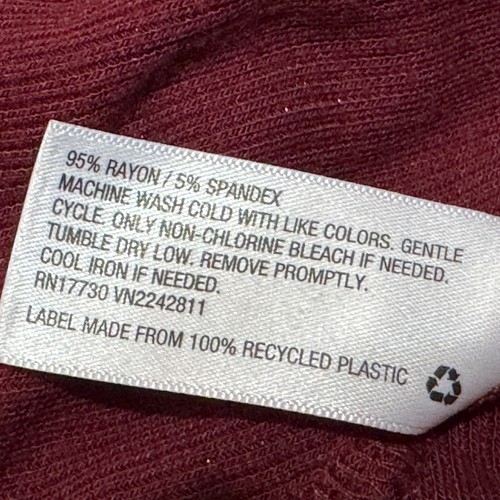 95% RAYON / 5% SPANDEX
MACHINE WASH COLD WITH LIKE COLORS. GENTLE
CYCLE. ONLY NON-CHLORINE BLEACH IF NEEDED.
TUMBLE DRY LOW. REMOVE PROMPTLY.
COOL IRON IF NEEDED.
RN17730 VN2242811
LABEL MADE FROM 100% RECYCLED PLASTIC